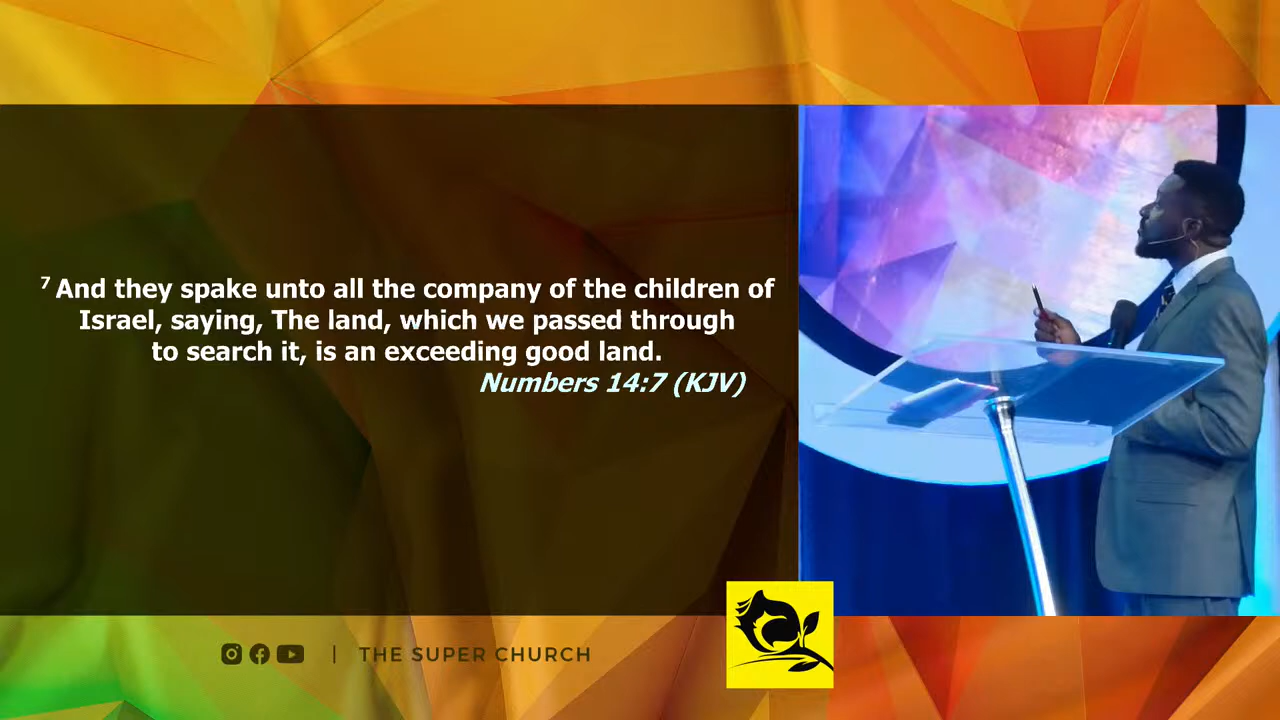 7 And they spake unto all the company of the children of
Israel, saying, The land, which we passed through
to search it, is an exceeding good land.
Numbers 14:7 (KJV)
| THE SUPER CHURCH